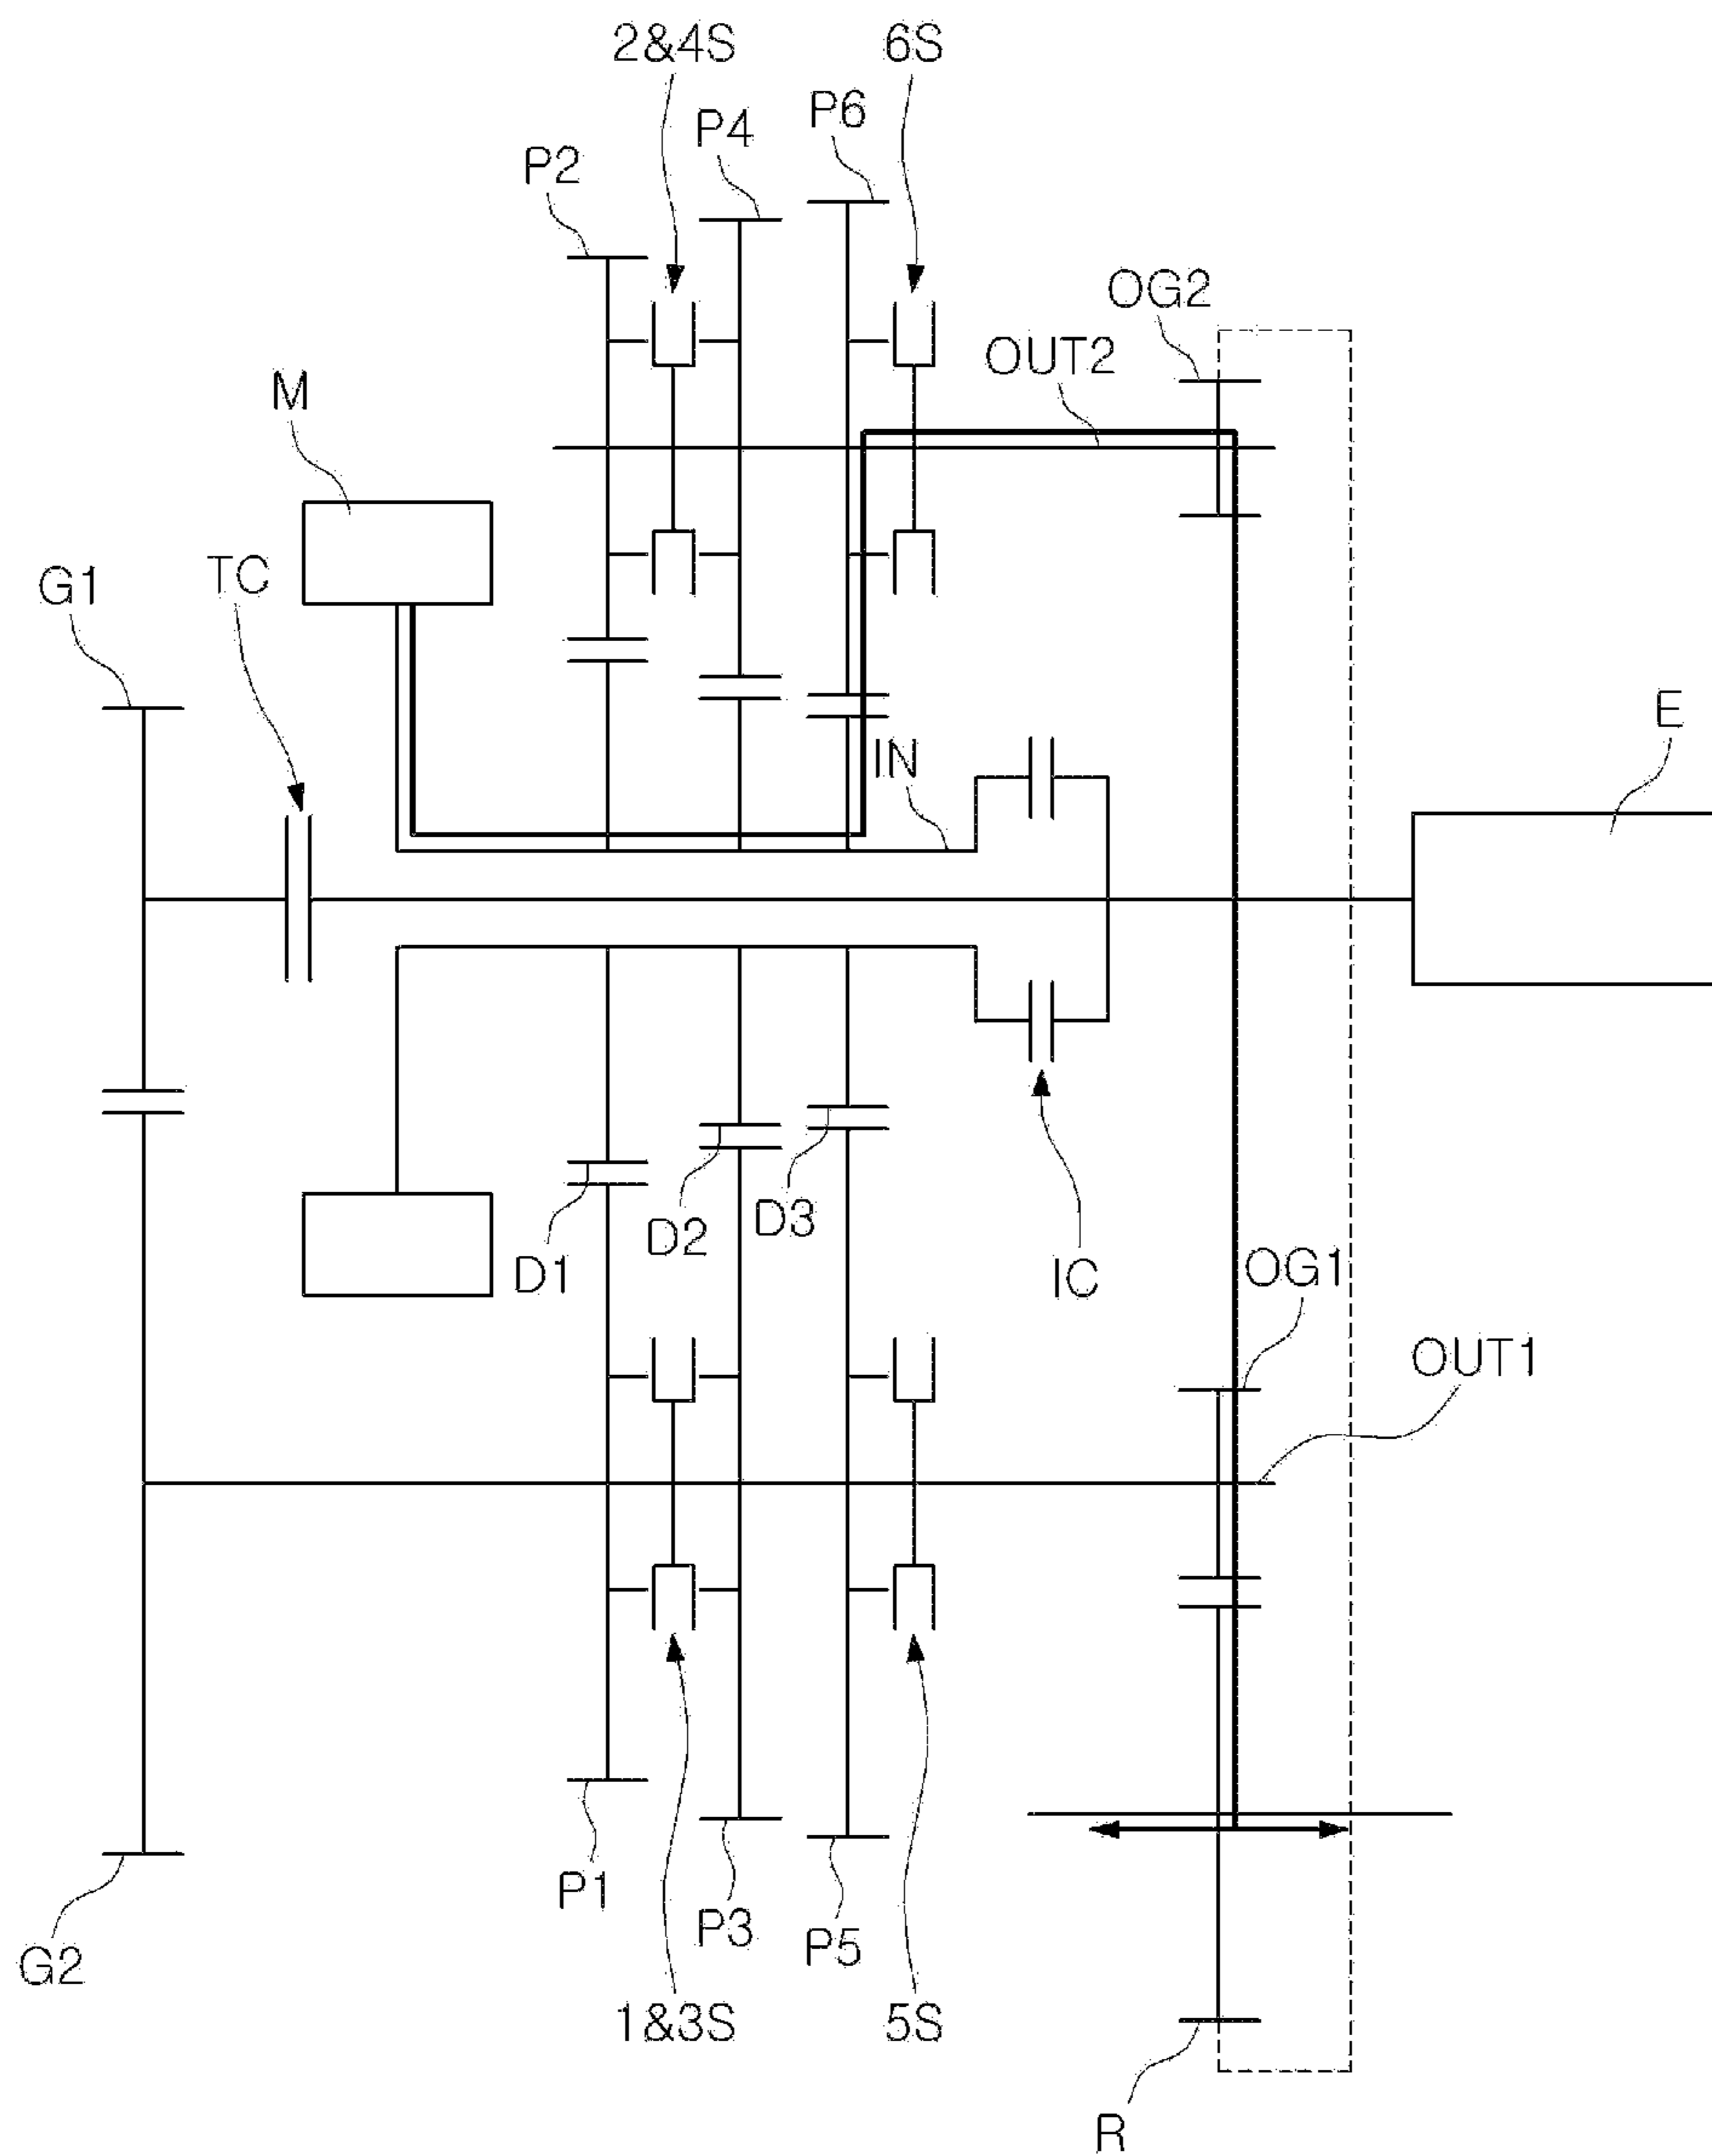 2&4S
6S
P6
P4
P2
OG2
OUT2
M
TC
G1
E
IN
D3
D2
D1
IC
OG1
OUT1
P1
P3
P5
G2
1&3S
5S
R